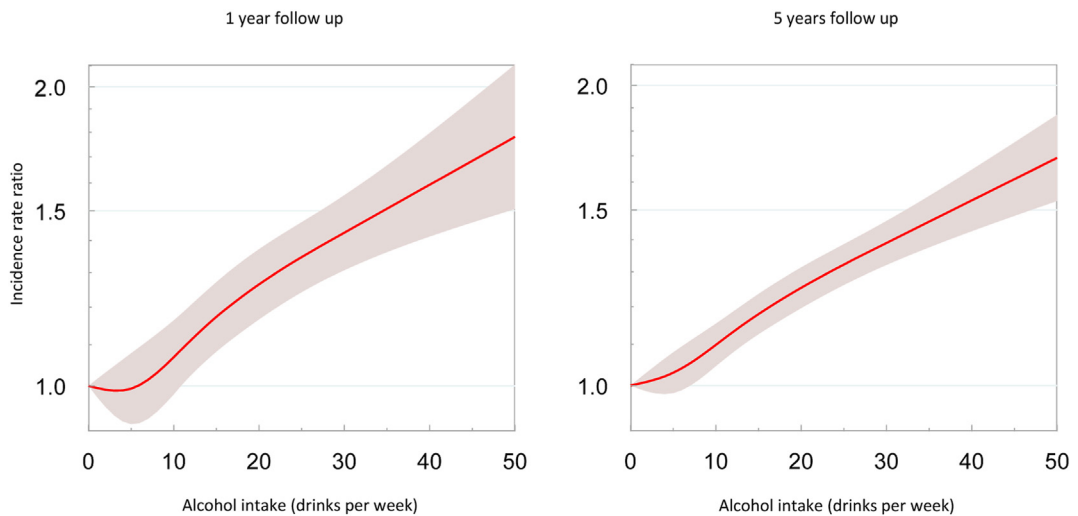 1 year follow up
5 years follow up
Incidence rate ratio
2.0
1.5
1.0
0 10 20 30 40 50
Alcohol intake (drinks per week)
2.0
1.5
1.0
0 10 20 30 40 50
Alcohol intake (drinks per week)